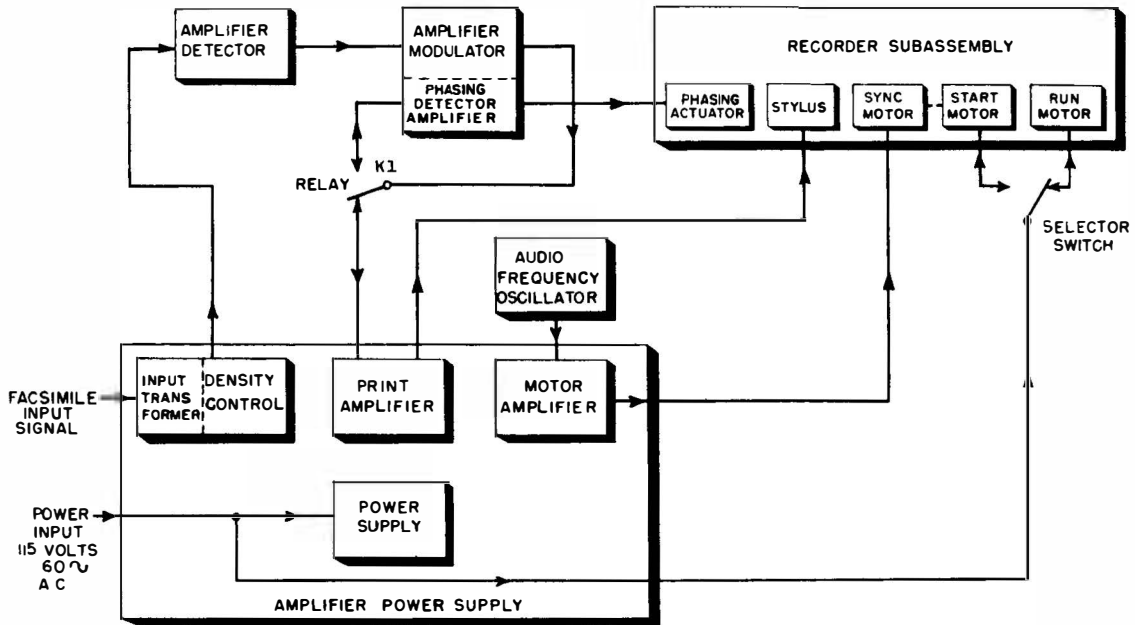 AMPLIFIER
DETECTOR
AMPLIFIER
MODULATOR
PHASING
DETECTOR
AMPLIFIER
RECORDER SUBASSEMBLY
PHASING
ACTUATOR
STYLUS
SYNC
MOTOR
START
MOTOR
RUN
MOTOR
RELAY
K1
SELECTOR
SWITCH
AUDIO
FREQUENCY
OSCILLATOR
FACSIMILE
INPUT
SIGNAL
INPUT
TRANS
FORMER
DENSITY
CONTROL
PRINT
AMPLIFIER
MOTOR
AMPLIFIER
POWER
INPUT
115 VOLTS
60~
A C
POWER
SUPPLY
AMPLIFIER POWER SUPPLY